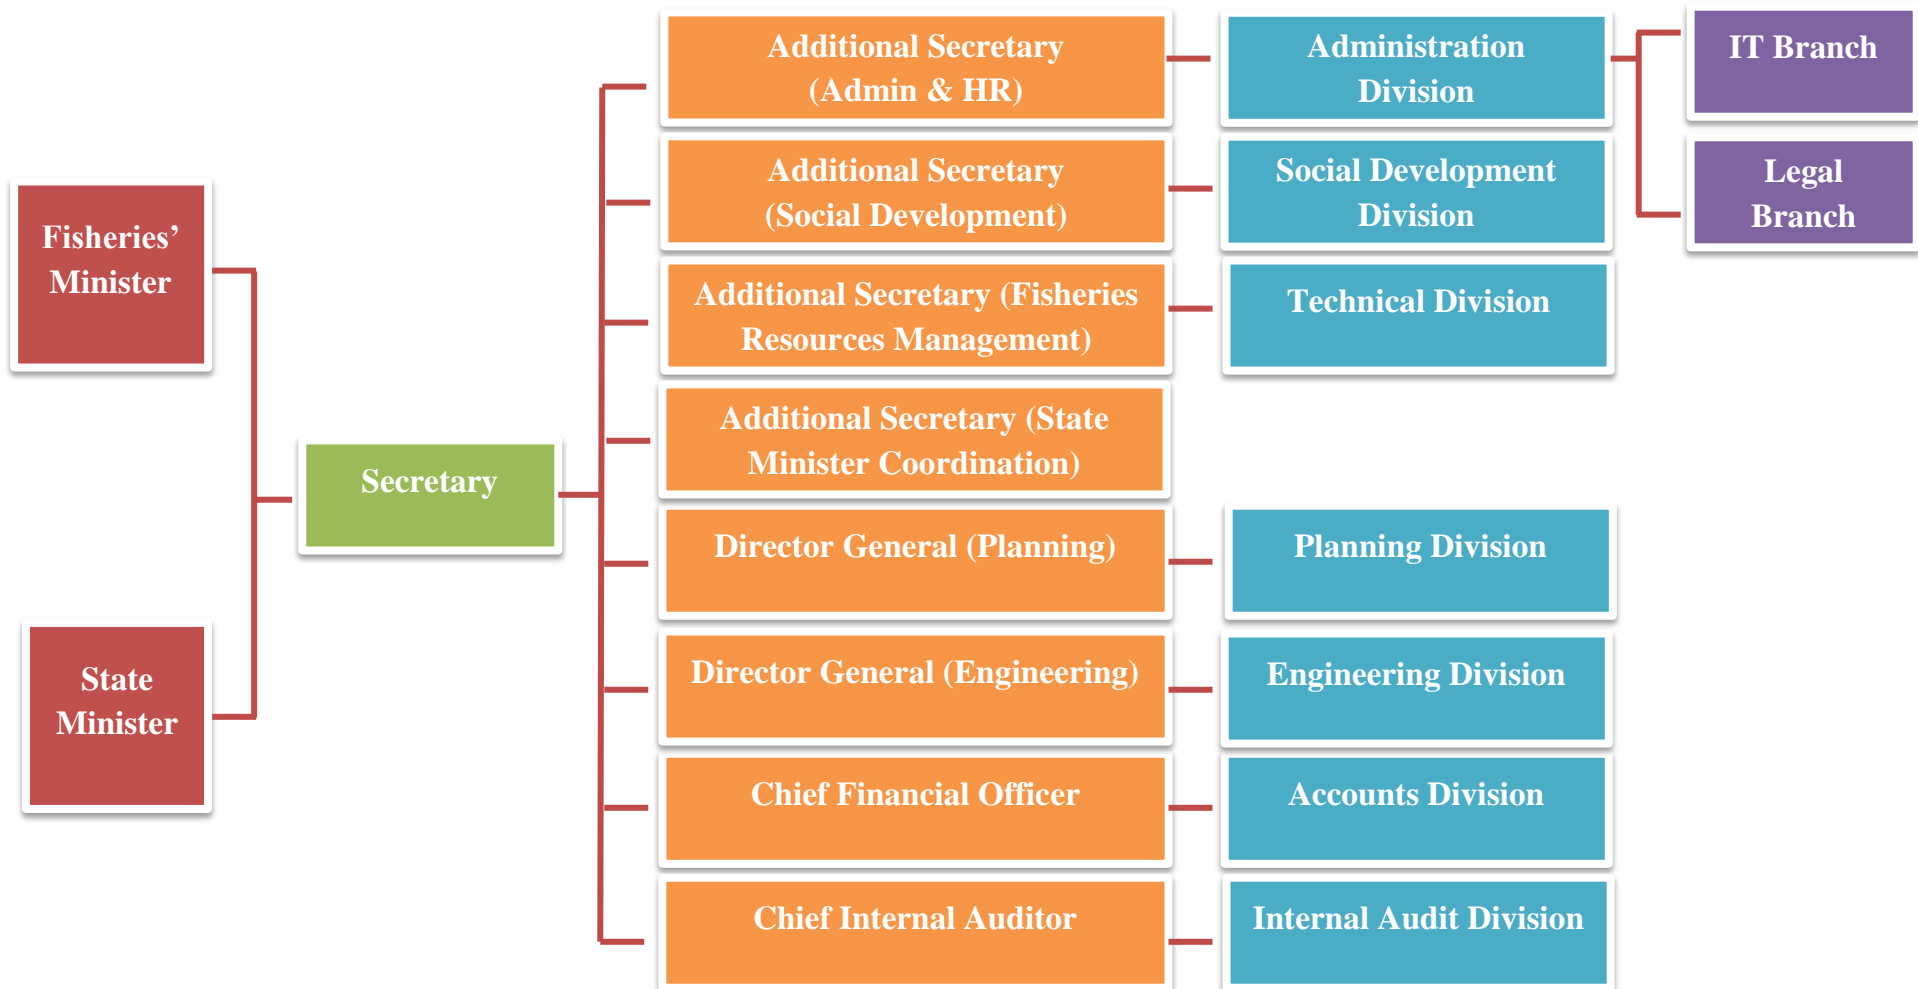 Fisheries’
Minister
State
Minister
Secretary
Additional Secretary
(Admin & HR)
Additional Secretary
(Social Development)
Additional Secretary (Fisheries
Resources Management)
Additional Secretary (State
Minister Coordination)
Director General (Planning)
Director General (Engineering)
Chief Financial Officer
Chief Internal Auditor
Administration
Division
Social Development
Division
Technical Division
Planning Division
Engineering Division
Accounts Division
Internal Audit Division
IT Branch
Legal
Branch